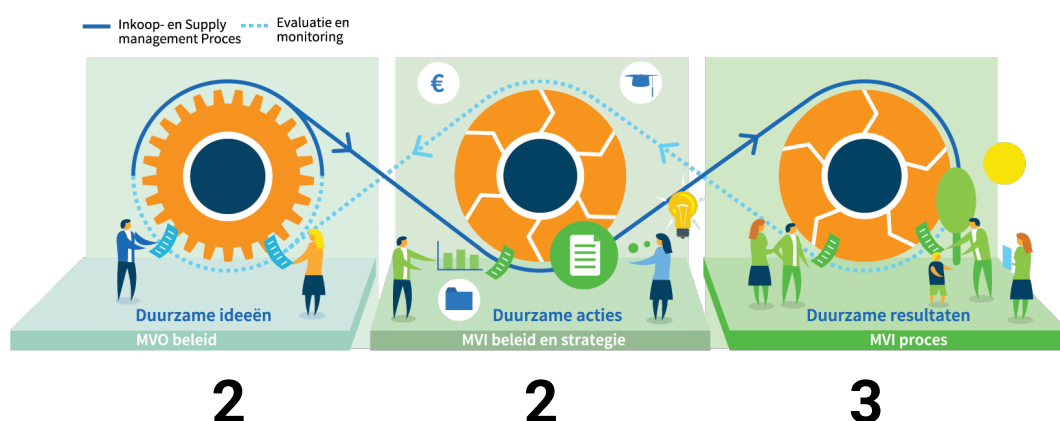 Inkoop- en Supply
management Proces
Evaluatie en
monitoring
€
Duurzame ideeën
MVO beleid
Duurzame acties
MVI beleid en strategie
Duurzame resultaten
MVI proces
2
2
3